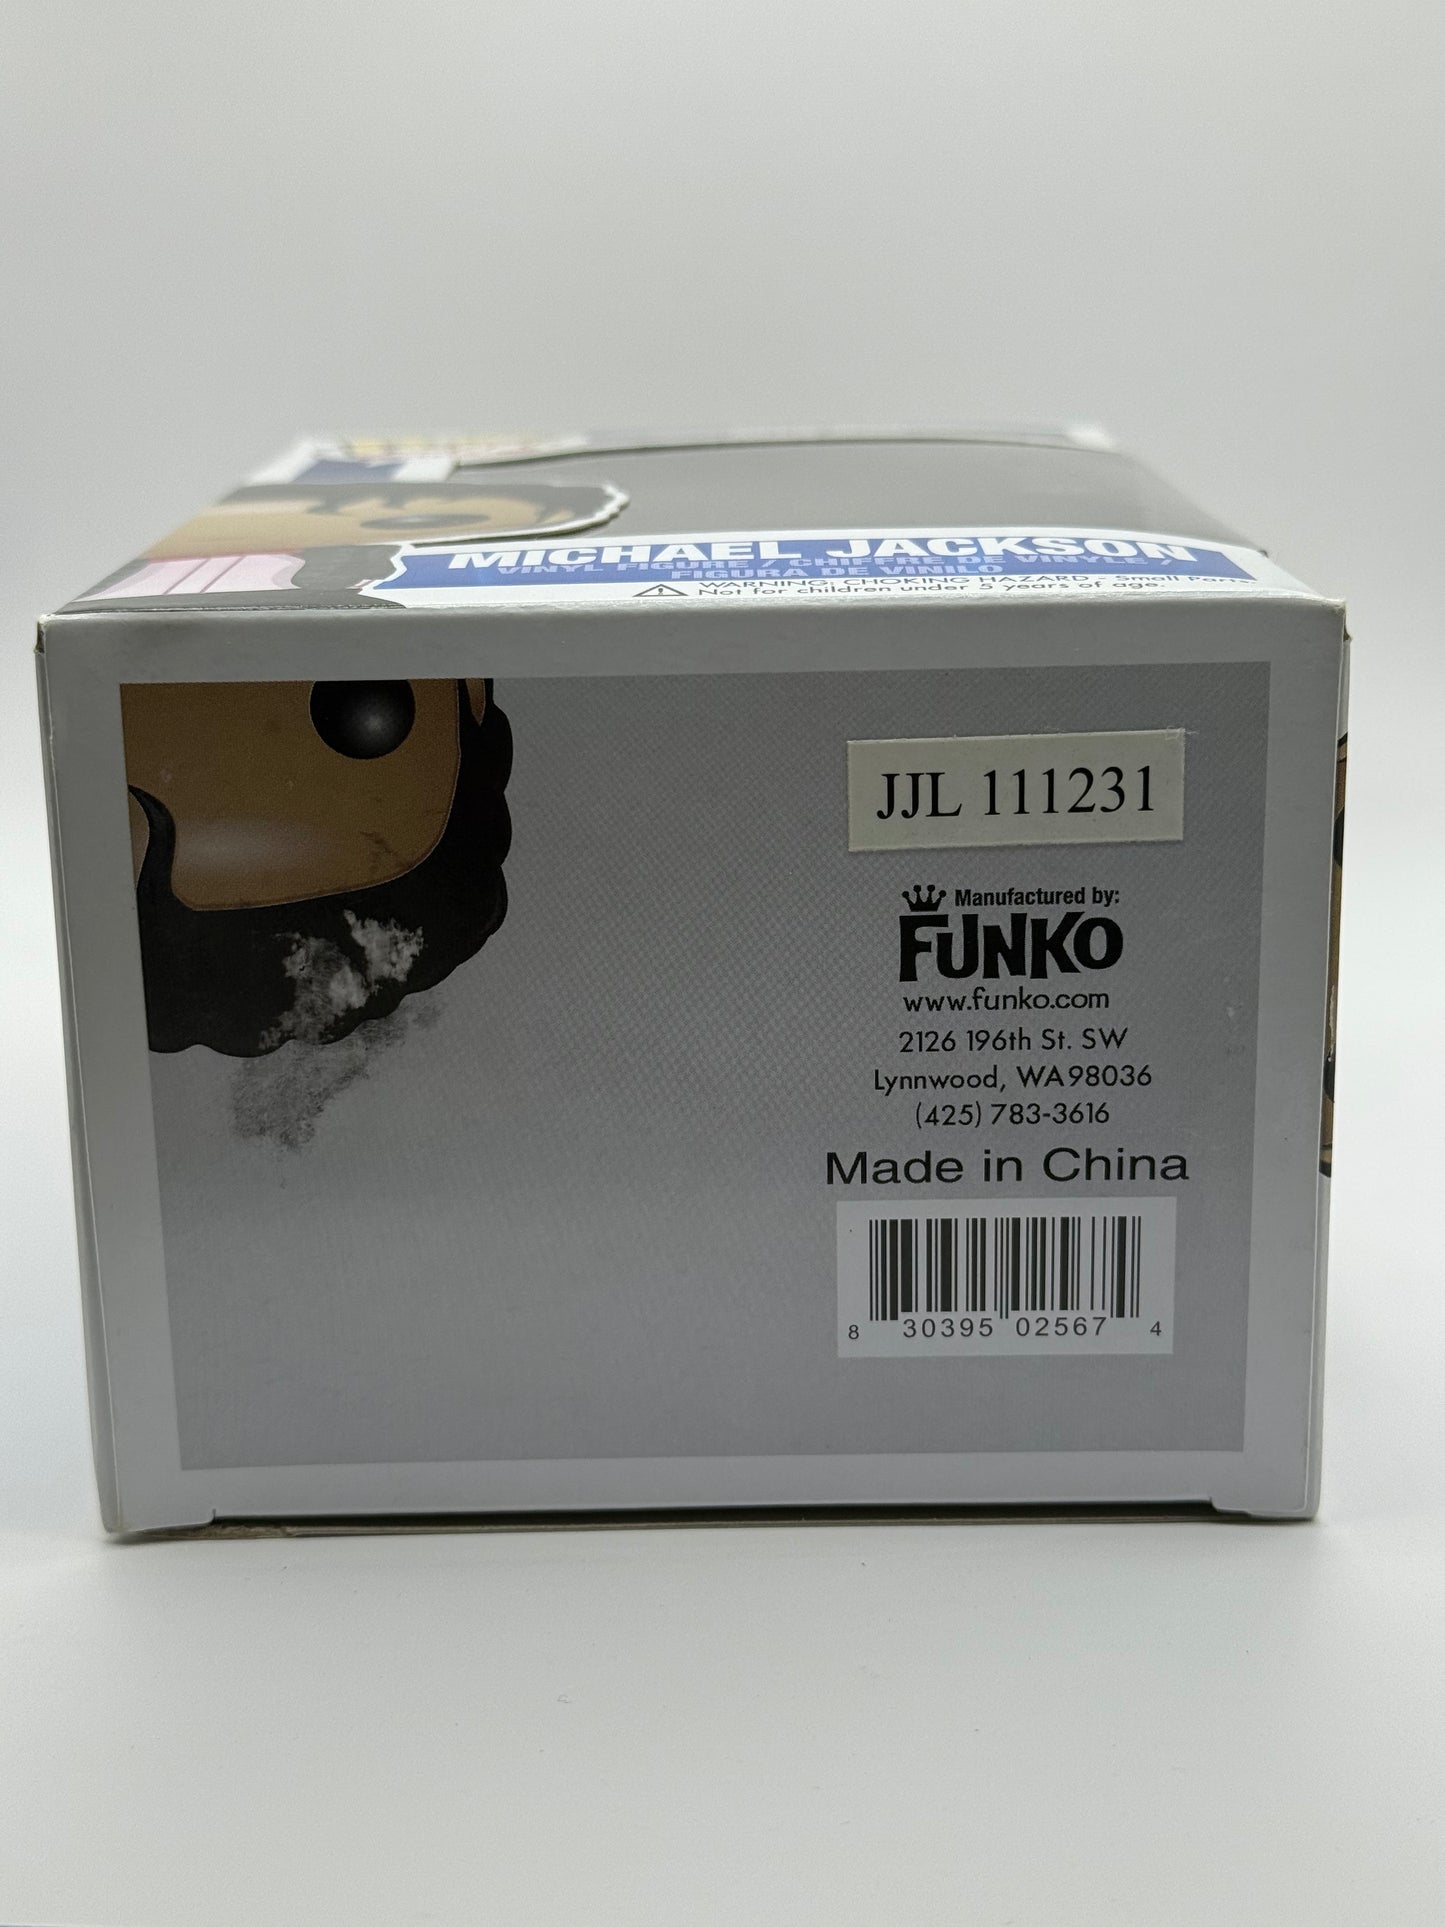 MICHAEL JACKSON
VINYL FIGURE / CHIFFRE DE VINYLE /
FIGURA DE VINILO
WARNING: CHOKING HAZARD - Small Parts
Not for children under 5 years of age.
JJL 111231
Manufactured by:
FUNKO
www.funko.com
2126 196th St. SW
Lynnwood, WA98036
(425) 783-3616
Made in China
8 30395 02567 4